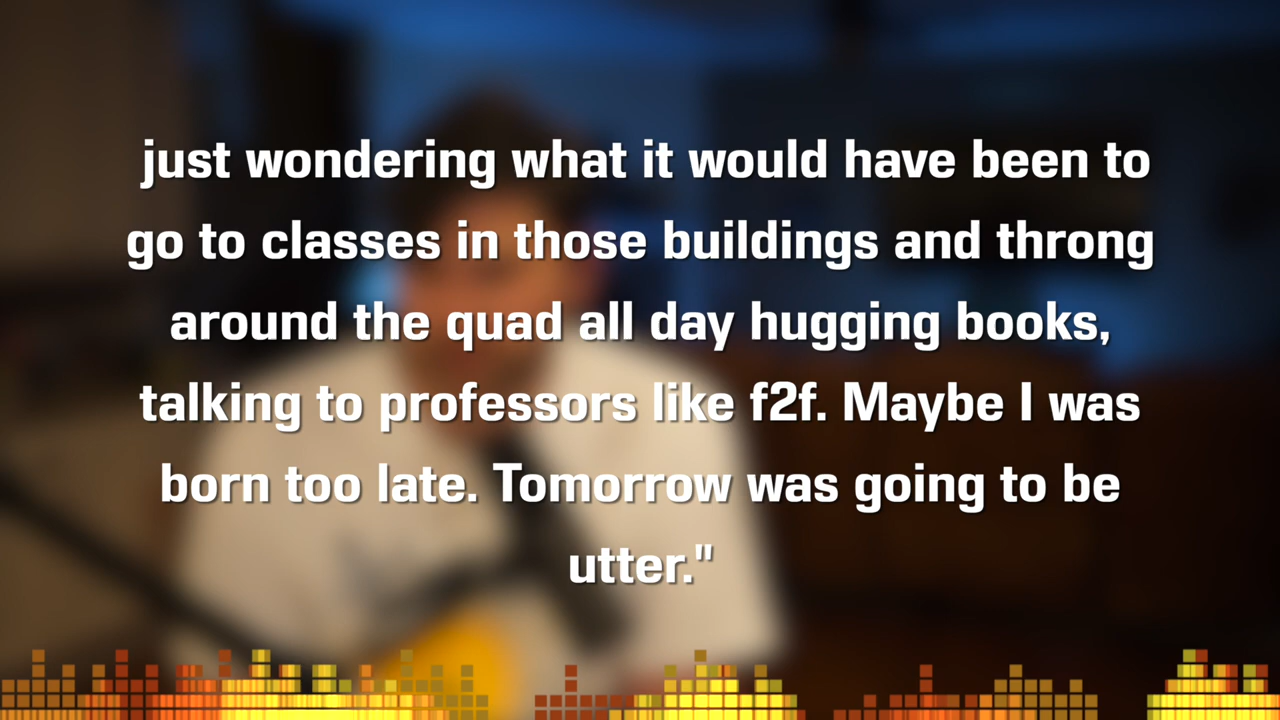 just wondering what it would have been to
go to classes in those buildings and throng
around the quad all day hugging books,
talking to professors like f2f. Maybe I was
born too late. Tomorrow was going to be
utter."